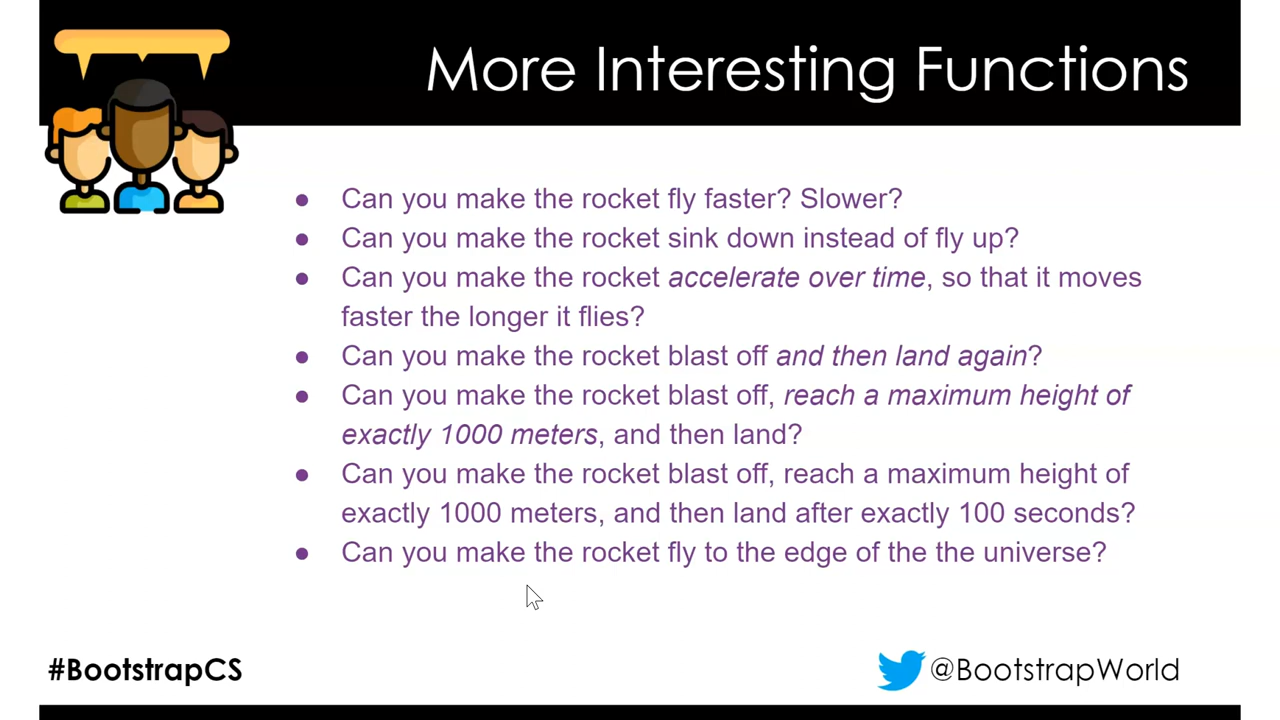 More Interesting Functions
● Can you make the rocket fly faster? Slower?
● Can you make the rocket sink down instead of fly up?
● Can you make the rocket accelerate over time, so that it moves
faster the longer it flies?
● Can you make the rocket blast off and then land again?
● Can you make the rocket blast off, reach a maximum height of
exactly 1000 meters, and then land?
● Can you make the rocket blast off, reach a maximum height of
exactly 1000 meters, and then land after exactly 100 seconds?
● Can you make the rocket fly to the edge of the the universe?
#BootstrapCS
@BootstrapWorld